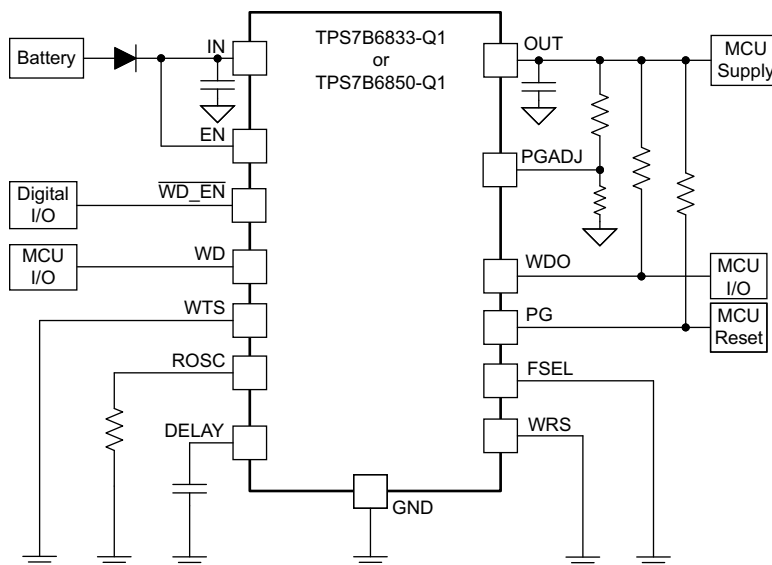 TPS7B6833-Q1
or
TPS7B6850-Q1
Battery
IN
EN
Digital
I/O
WD_EN
MCU
I/O
WD
WTS
ROSC
DELAY
GND
OUT
MCU
Supply
PGADJ
WDO
MCU
I/O
PG
MCU
Reset
FSEL
WRS